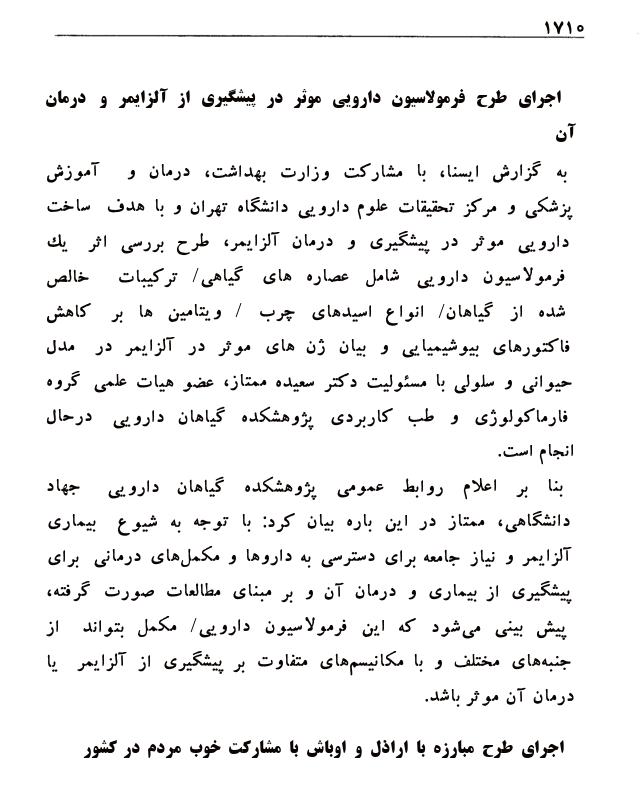 ۱۷۱۰
اجرای طرح فرمولاسیون دارویی موثر در پیشگیری از آلزایمر و درمان
آن
به گزارش ایسنا، با مشارکت وزارت بهداشت، درمان و آموزش
پزشکی و مرکز تحقیقات علوم دارویی دانشگاه تهران و با هدف ساخت
دارویی موثر در پیشگیری و درمان آلزایمر، طرح بررسی اثر یك
فرمولاسیون دارویی شامل عصاره های گیاهی/ ترکیبات خالص
شده از گیاهان/ انواع اسیدهای چرب / ویتامین ها بر کاهش
فاکتورهای بیوشیمیایی و بیان ژن های موثر در آلزایمر در مدل
حیوانی و سلولی با مسئولیت دکتر سعیده ممتاز، عضو هیات علمی گروه
فارماکولوژی و طب کاربردی پژوهشکده گیاهان دارویی درحال
انجام است.
بنا بر اعلام روابط عمومی پژوهشکده گیاهان دارویی جهاد
دانشگاهی، ممتاز در این باره بیان کرد: با توجه به شیوع بیماری
آلزایمر و نیاز جامعه برای دسترسی به داروها و مکمل‌های درمانی برای
پیشگیری از بیماری و درمان آن و بر مبنای مطالعات صورت گرفته،
پیش بینی می‌شود که این فرمولاسیون دارویی/ مکمل بتواند از
جنبه‌های مختلف و با مکانیسم‌های متفاوت بر پیشگیری از آلزایمر یا
درمان آن موثر باشد.
اجرای طرح مبارزه با اراذل و اوباش با مشارکت خوب مردم در کشور